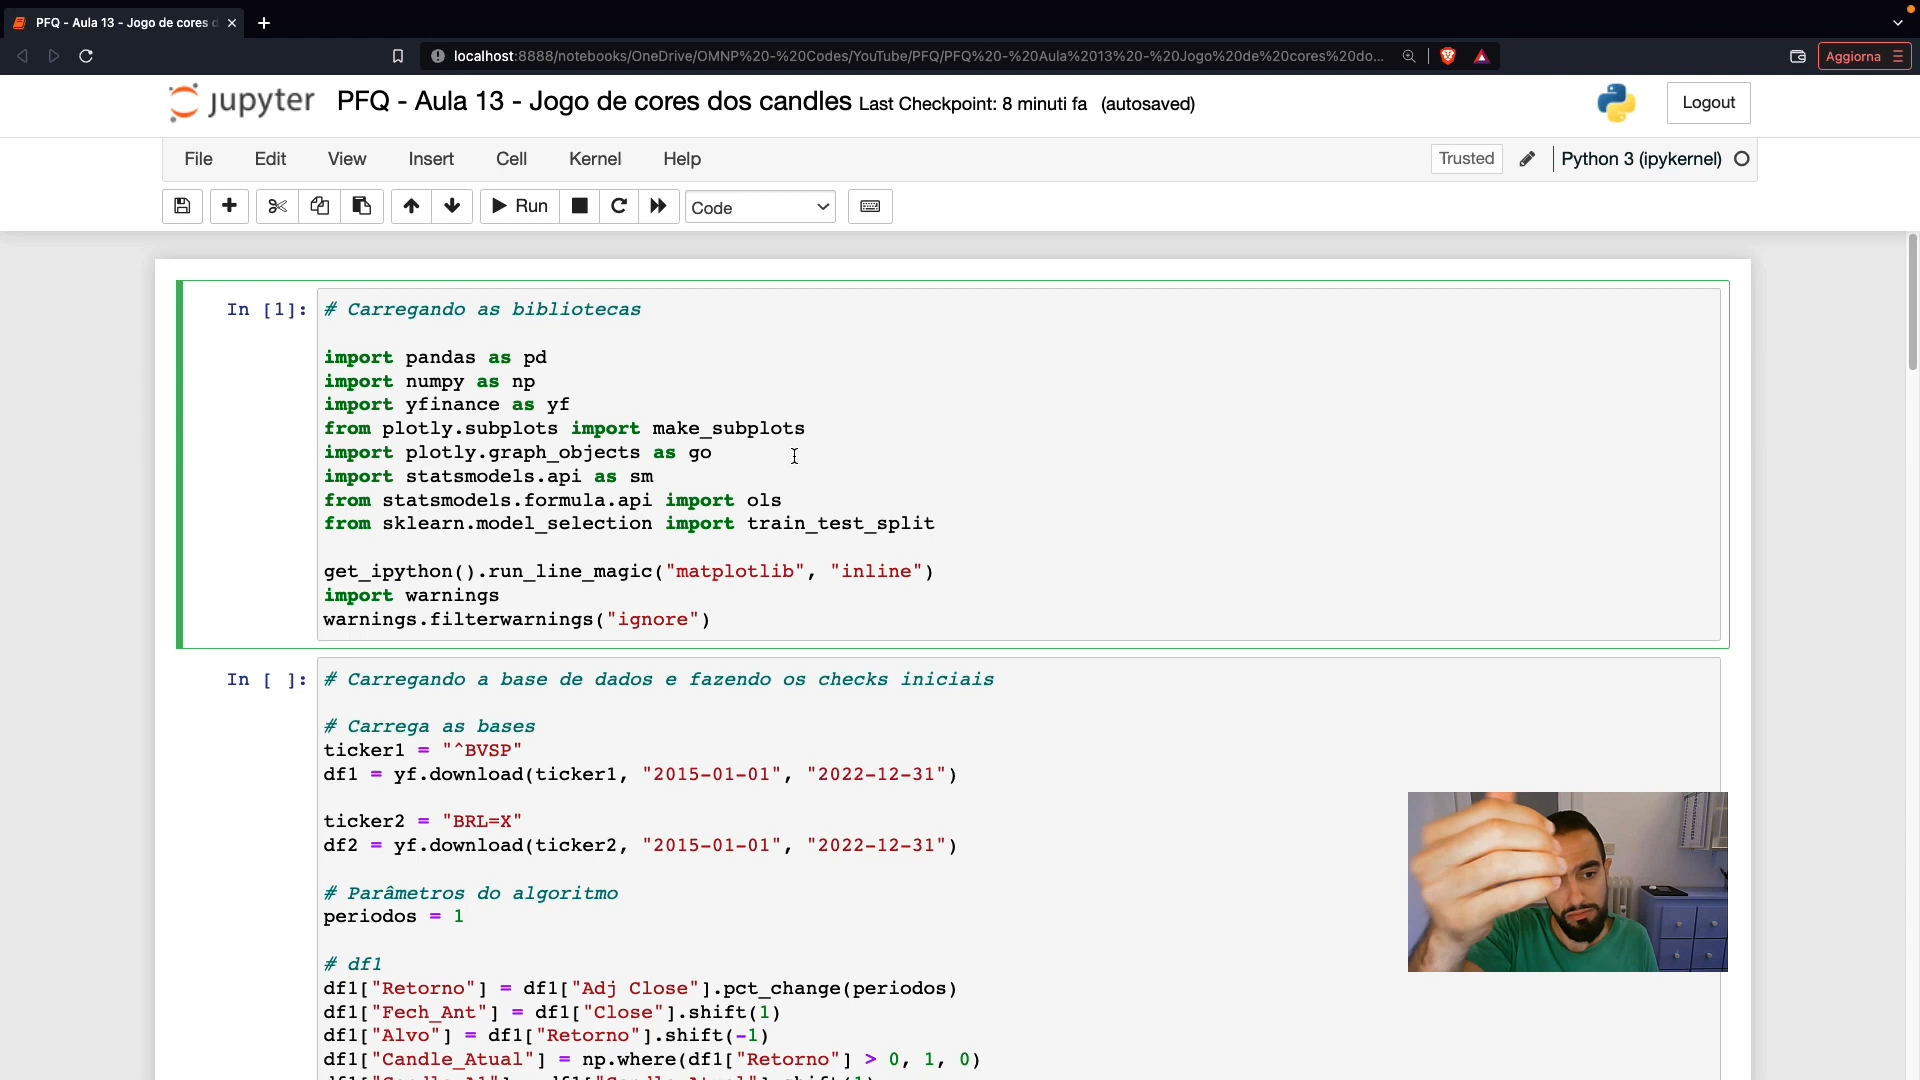 PFQ - Aula 13 - Jogo de cores d
localhost:8888/notebooks/OneDrive/OMNP%20-%20Codes/YouTube/PFQ/PFQ%20-%20Aula%2013%20-%20Jogo%20de%20cores%20do...
Aggiorna
jupyter PFQ - Aula 13 - Jogo de cores dos candles Last Checkpoint: 8 minuti fa (autosaved)
Logout
File Edit View Insert Cell Kernel Help
Trusted Python 3 (ipykernel)
Run Code
In [1]: # Carregando as bibliotecas
import pandas as pd
import numpy as np
import yfinance as yf
from plotly.subplots import make_subplots
import plotly.graph_objects as go
import statsmodels.api as sm
from statsmodels.formula.api import ols
from sklearn.model_selection import train_test_split
get_ipython().run_line_magic("matplotlib", "inline")
import warnings
warnings.filterwarnings("ignore")
In [ ]: # Carregando a base de dados e fazendo os checks iniciais
# Carrega as bases
ticker1 = "^BVSP"
df1 = yf.download(ticker1, "2015-01-01", "2022-12-31")
ticker2 = "BRL=X"
df2 = yf.download(ticker2, "2015-01-01", "2022-12-31")
# Parâmetros do algoritmo
periodos = 1
# df1
df1["Retorno"] = df1["Adj Close"].pct_change(periodos)
df1["Fech_Ant"] = df1["Close"].shift(1)
df1["Alvo"] = df1["Retorno"].shift(-1)
df1["Candle_Atual"] = np.where(df1["Retorno"] > 0, 1, 0)